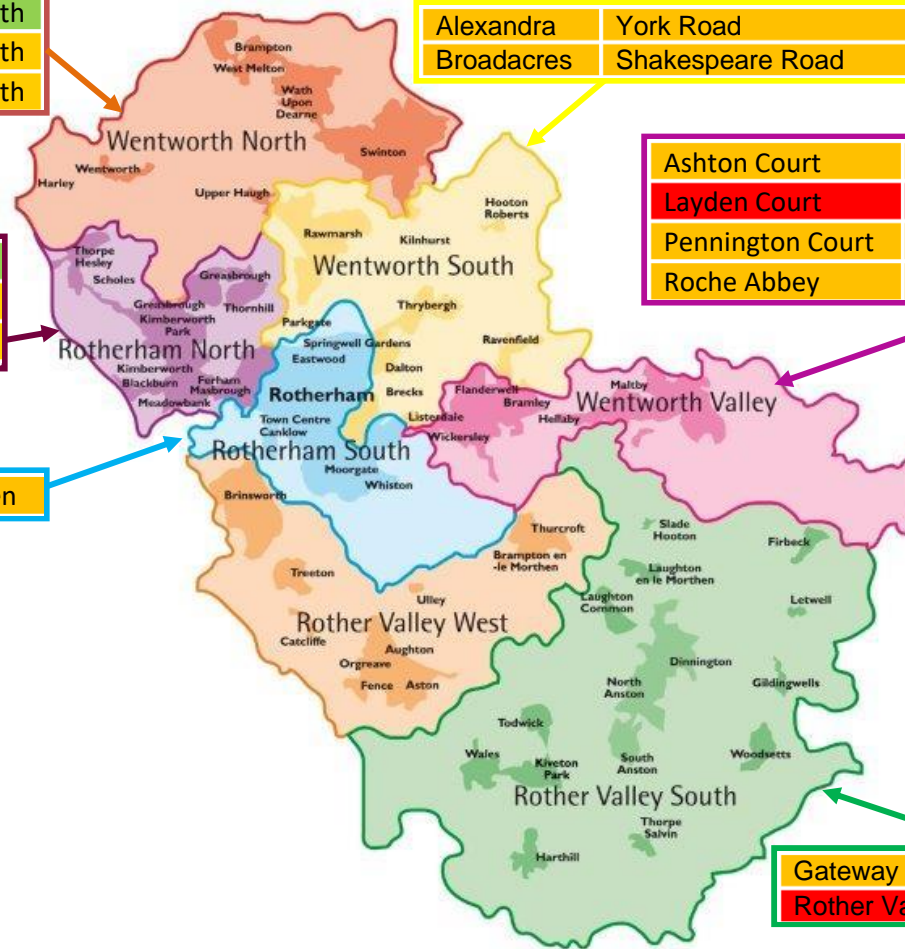 th
th
th
Alexandra York Road
Broadacres Shakespeare Road
Ashton Court
Layden Court
Pennington Court
Roche Abbey
Brampton
West Melton
Wath
Upon
Dearne
Wentworth North
Swinton
Wentworth
Harley
Upper Haugh
Hooton
Roberts
Rawmarsh
Kilnhurst
Wentworth South
Thorpe
Hesley
Scholes
Greasbrough
Greasbrough
Thornhill
Kimberworth
Park
Rotherham North
Kimberworth
Blackburn
Ferham
Masbrough
Meadowbank
Thrybergh
Parkgate
Springwell Gardens
Eastwood
Ravenfield
Dalton
Rotherham
Brecks
Flanderwell
Bramley
Maltby
Wentworth Valley
Listerdale
Hellaby
Wickersley
Town Centre
Canklow
Rotherham South
Moorgate
Whiston
en
Brinsworth
Thurcroft
Brampton en
-le Morthen
Treeton
Ulley
Rother Valley West
Catcliffe
Aughton
Orgreave
Fence
Aston
Slade
Hooton
Firbeck
Laughton
en le Morthen
Laughton
Common
Letwell
Dinnington
North
Anston
Gildingwells
Todwick
Wales
Kiveton
Park
South
Anston
Woodsetts
Rother Valley South
Thorpe
Salvin
Harthill
Gateway
Rother Va